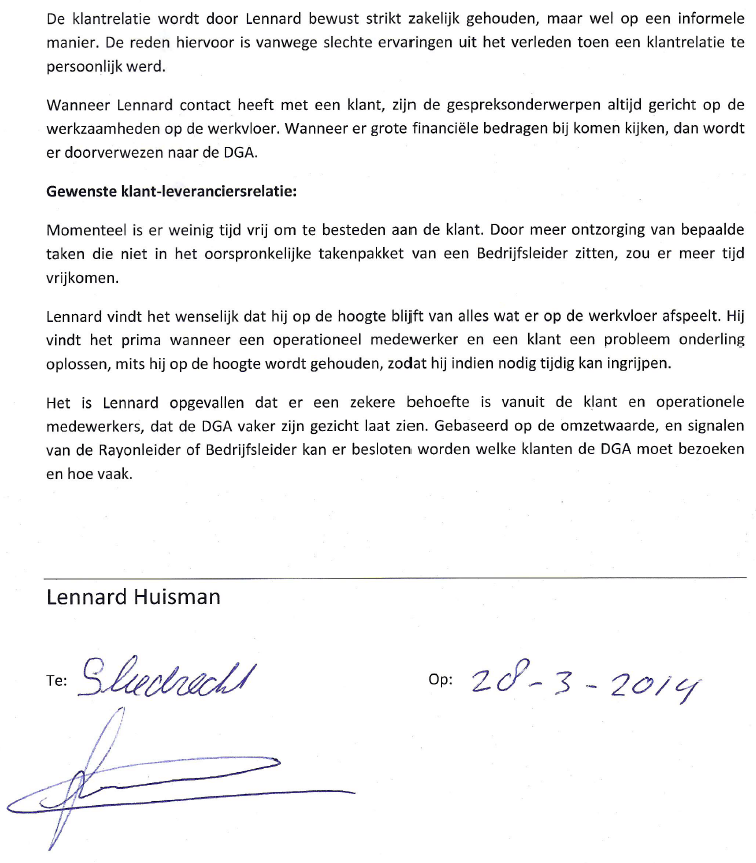 De klantrelatie wordt door Lennard bewust strikt zakelijk gehouden, maar wel op een informele
manier. De reden hiervoor is vanwege slechte ervaringen uit het verleden toen een klantrelatie te
persoonlijk werd.
Wanneer Lennard contact heeft met een klant, zijn de gespreksonderwerpen altijd gericht op de
werkzaamheden op de werkvloer. Wanneer er grote financiële bedragen bij komen kijken, dan wordt
er doorverwezen naar de DGA.
Gewenste klant-leveranciersrelatie:
Momenteel is er weinig tijd vrij om te besteden aan de klant. Door meer ontzorging van bepaalde
taken die niet in het oorspronkelijke takenpakket van een Bedrijfsleider zitten, zou er meer tijd
vrijkomen.
Lennard vindt het wenselijk dat hij op de hoogte blijft van alles wat er op de werkvloer afspeelt. Hij
vindt het prima wanneer een operationeel medewerker en een klant een probleem onderling
oplossen, mits hij op de hoogte wordt gehouden, zodat hij indien nodig tijdig kan ingrijpen.
Het is Lennard opgevallen dat er een zekere behoefte is vanuit de klant en operationele
medewerkers, dat de DGA vaker zijn gezicht laat zien. Gebaseerd op de omzetwaarde, en signalen
van de Rayonleider of Bedrijfsleider kan er besloten worden welke klanten de DGA moet bezoeken
en hoe vaak.
Lennard Huisman
Te: Sliedrecht Op: 28-3-2014